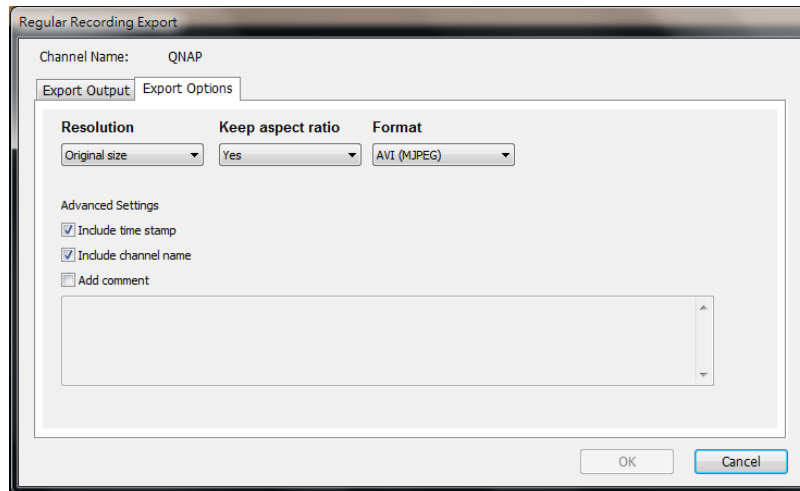 Regular Recording Export
Channel Name: QNAP
Export Output Export Options
Resolution Keep aspect ratio Format
Original size Yes AVI (MJPEG)
Advanced Settings
Include time stamp
Include channel name
Add comment
OK Cancel